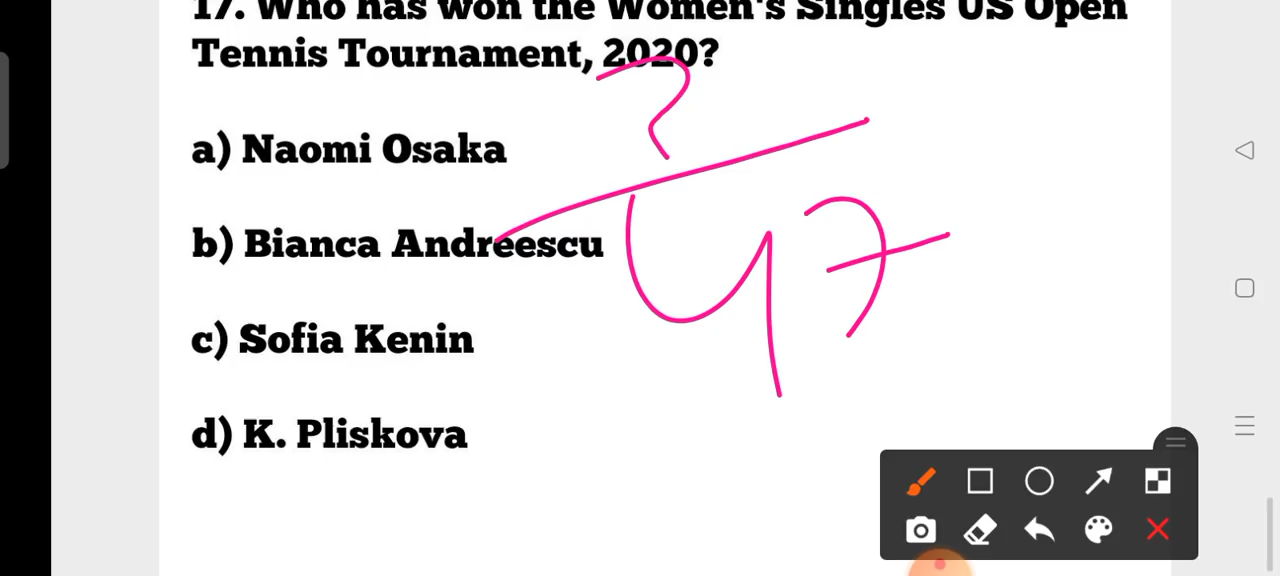 17. Who has won the Women's Singles US Open
Tennis Tournament, 2020?
?
a) Naomi Osaka
b) Bianca Andreescu
47
c) Sofia Kenin
d) K. Pliskova